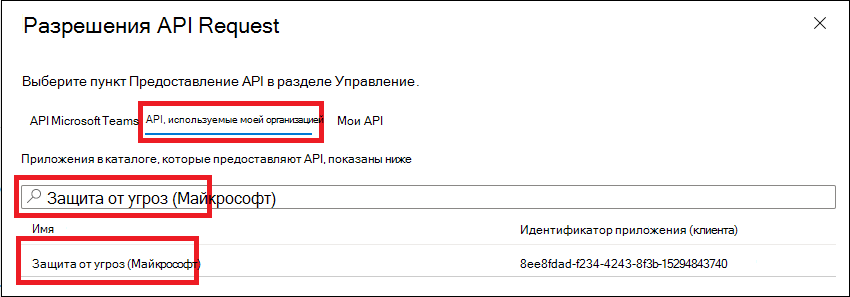 Разрешения API Request
Выберите пункт Предоставление API в разделе Управление.
API Microsoft Teams API, используемые моей организацией Мои API
Приложения в каталоге, которые предоставляют API, показаны ниже
Защита от угроз (Майкрософт)
Имя Идентификатор приложения (клиента)
Защита от угроз (Майкрософт) 8ee8fdad-f234-4243-8f3b-15294843740